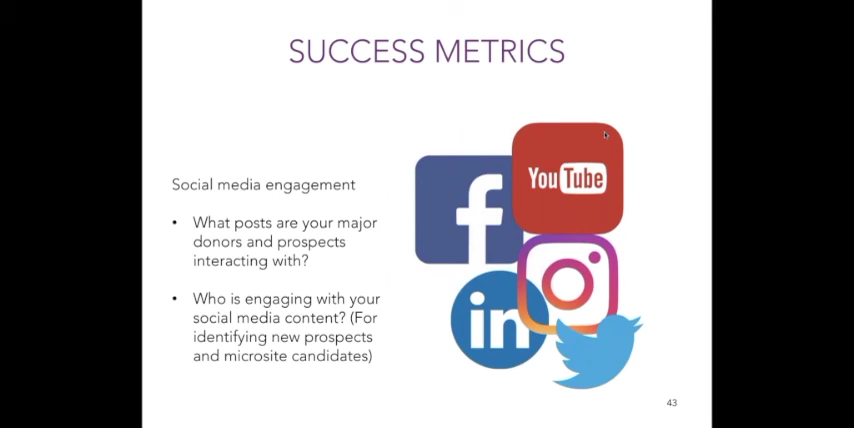 SUCCESS METRICS
Social media engagement
• What posts are your major
donors and prospects
interacting with?
• Who is engaging with your
social media content? (For
identifying new prospects
and microsite candidates)
f
YouTube
in
43